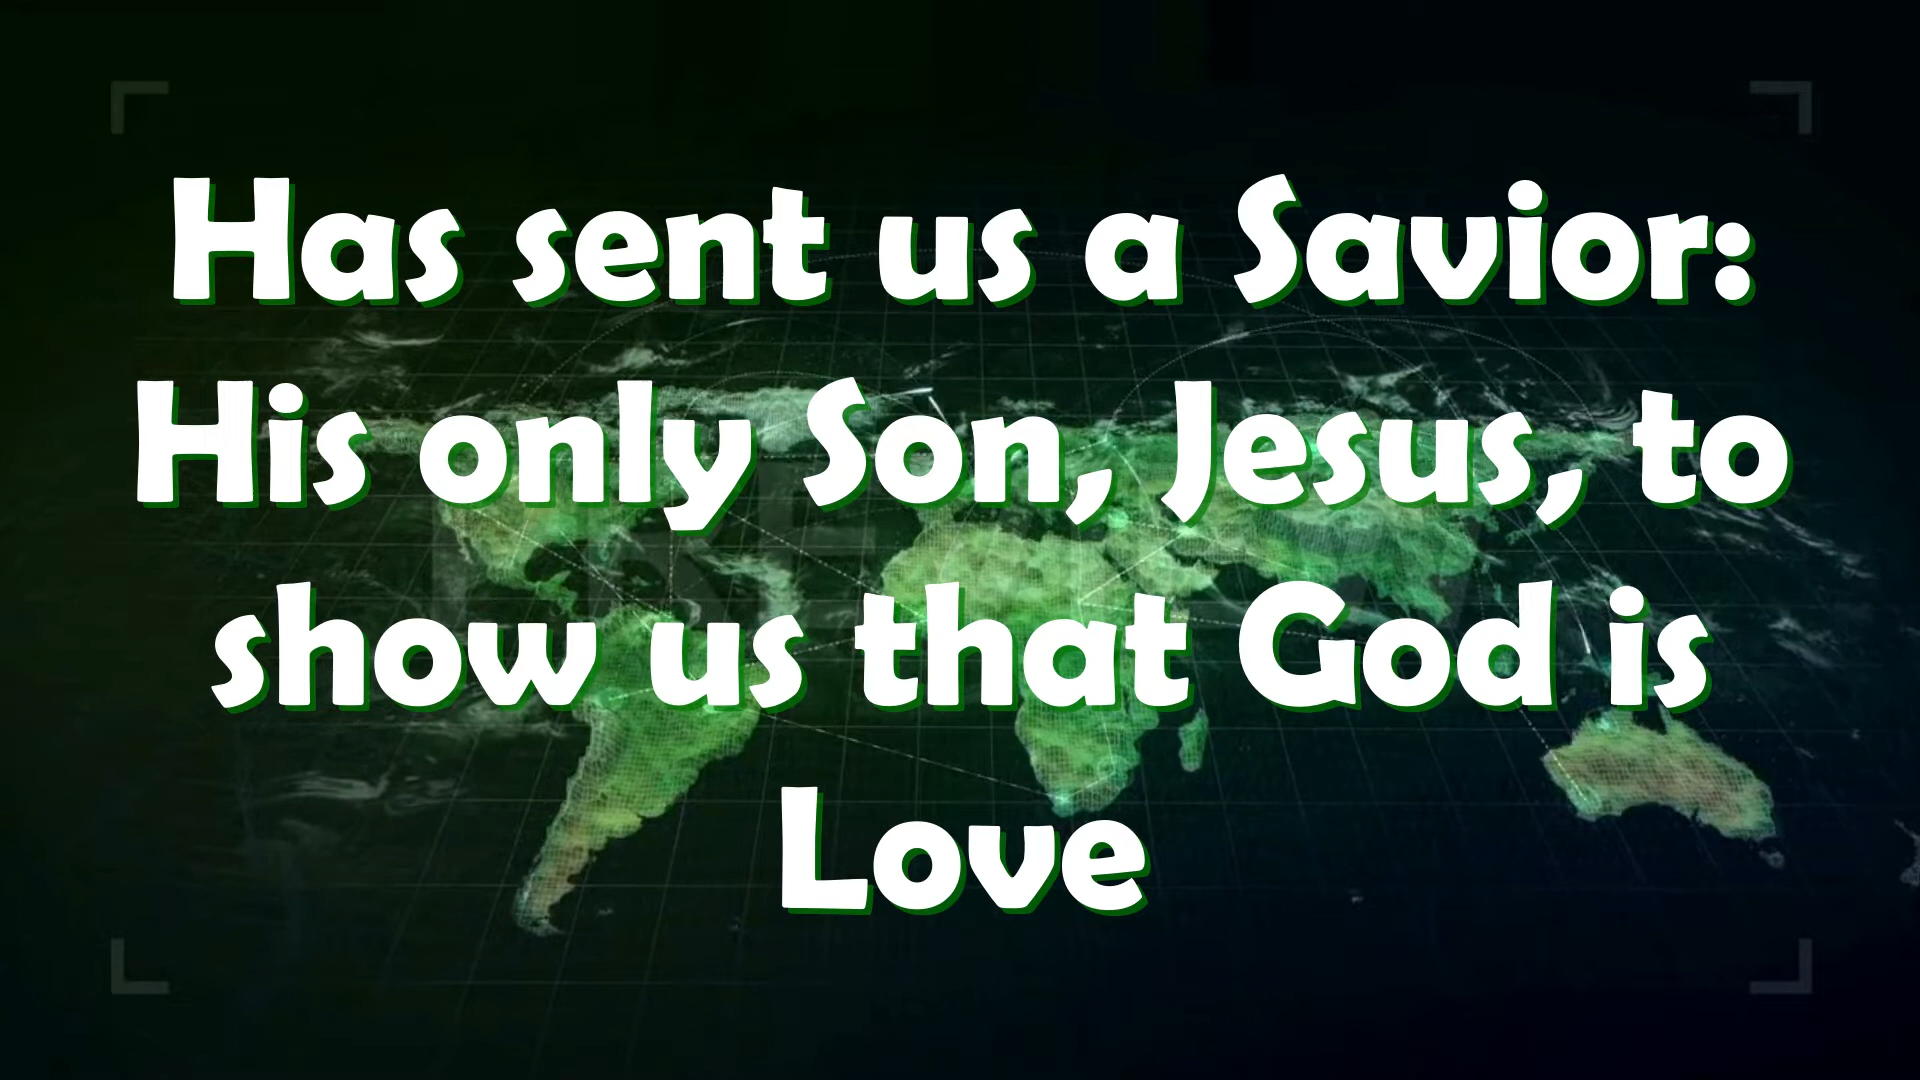 Has sent us a Savior:
His only Son, Jesus, to
show us that God is
Love